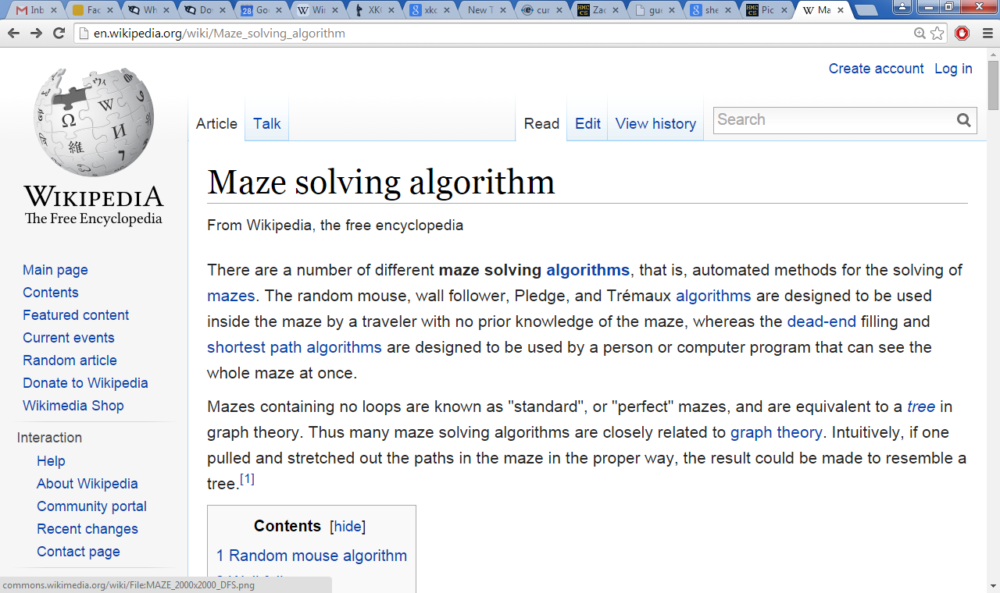 Inb
Fac
Wh
Do
28 Go
W Wi
XK
xkc
New T
cur
HMC CS Zac
gu
she
HMC CS Pic
W Ma
en.wikipedia.org/wiki/Maze_solving_algorithm
Create account Log in
Article Talk Read Edit View history Search
Ω W И 維 7
WIKIPEDIA
The Free Encyclopedia
Maze solving algorithm
From Wikipedia, the free encyclopedia
There are a number of different maze solving algorithms, that is, automated methods for the solving of
mazes. The random mouse, wall follower, Pledge, and Trémaux algorithms are designed to be used
inside the maze by a traveler with no prior knowledge of the maze, whereas the dead-end filling and
shortest path algorithms are designed to be used by a person or computer program that can see the
whole maze at once.
Mazes containing no loops are known as "standard", or "perfect" mazes, and are equivalent to a tree in
graph theory. Thus many maze solving algorithms are closely related to graph theory. Intuitively, if one
pulled and stretched out the paths in the maze in the proper way, the result could be made to resemble a
tree.[1]
Contents [hide]
1 Random mouse algorithm
Main page
Contents
Featured content
Current events
Random article
Donate to Wikipedia
Wikimedia Shop
Interaction
Help
About Wikipedia
Community portal
Recent changes
Contact page
commons.wikimedia.org/wiki/File:MAZE_2000x2000_DFS.png